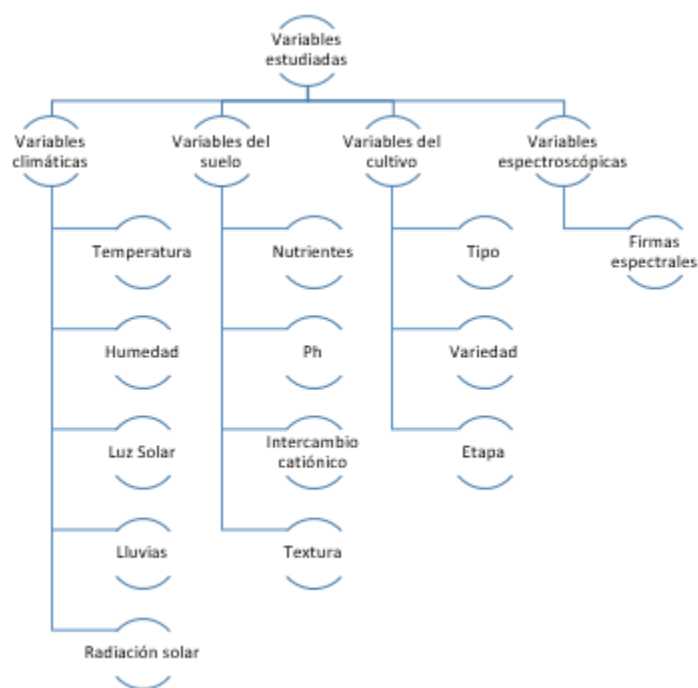 Variables
estudiadas
Variables
climáticas
Variables del
suelo
Variables del
cultivo
Variables
espectroscópicas
Temperatura
Nutrientes
Tipo
Firmas
espectrales
Humedad
Ph
Variedad
Luz Solar
Intercambio
catiónico
Etapa
Lluvias
Textura
Radiación solar